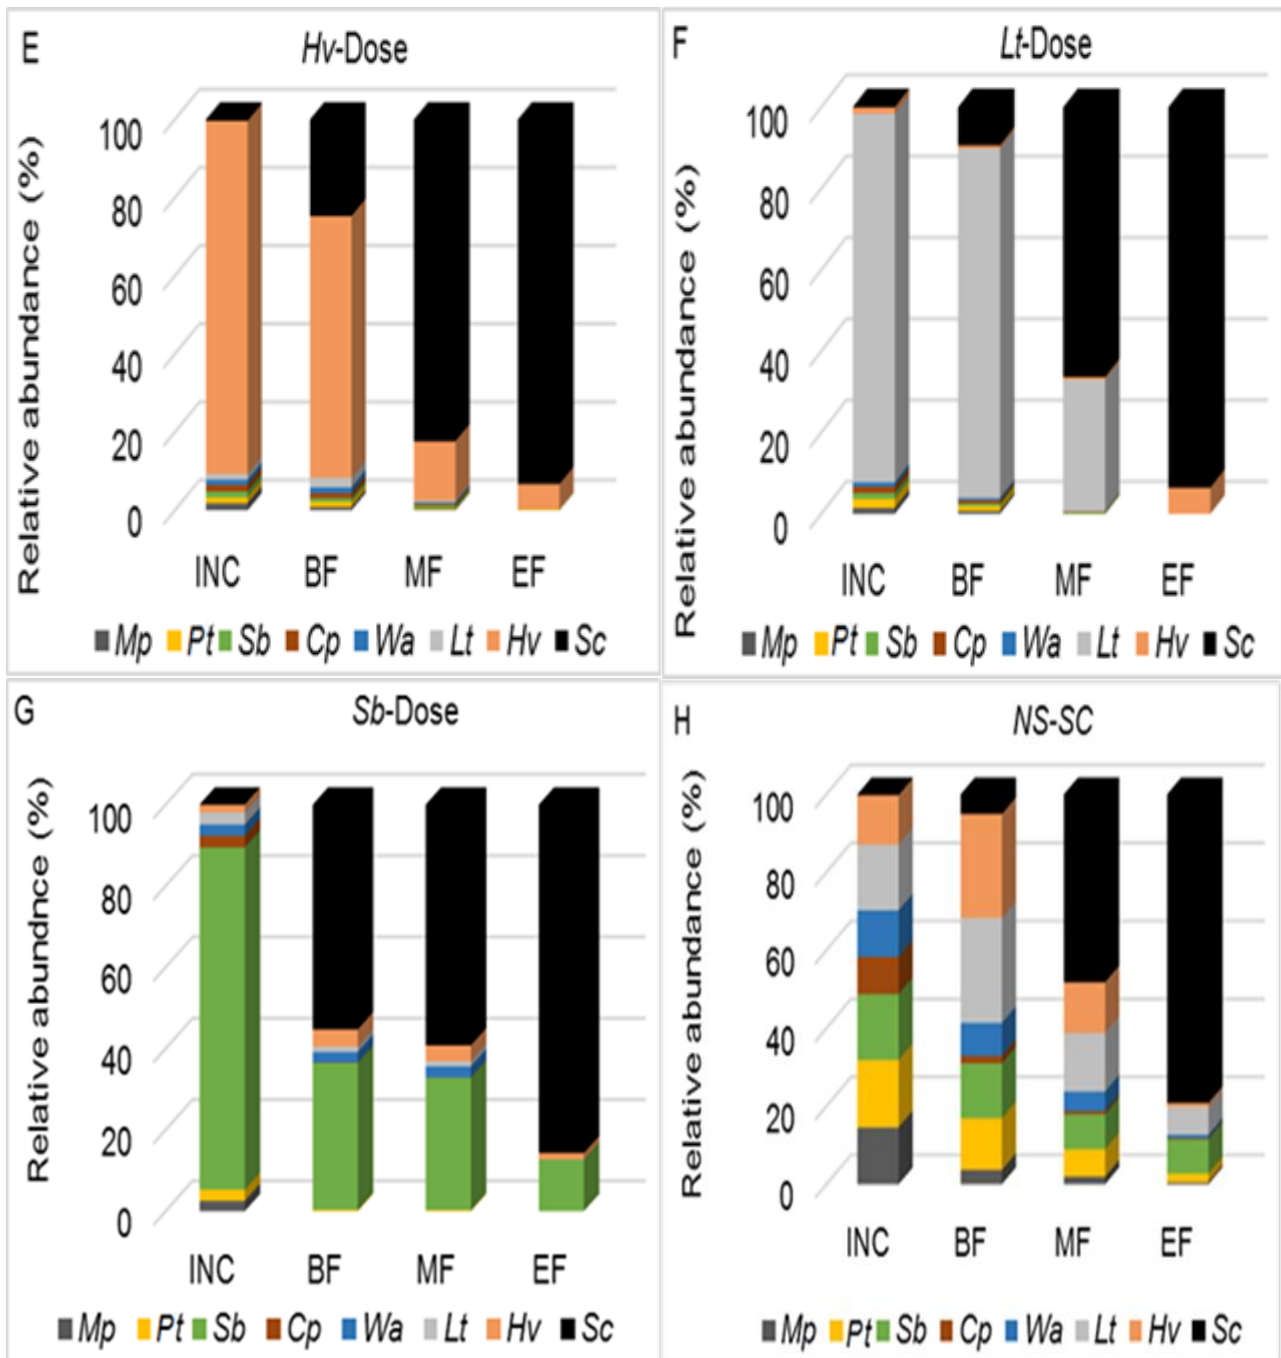 E
Hv-Dose
Relative abundance (%)
100
80
60
40
20
0
INC BF MF EF
Mp Pt Sb Cp Wa Lt Hv Sc
F
Lt-Dose
Relative abundance (%)
100
80
60
40
20
0
INC BF MF EF
Mp Pt Sb Cp Wa Lt Hv Sc
G
Sb-Dose
Relative abundnce (%)
100
80
60
40
20
0
INC BF MF EF
Mp Pt Sb Cp Wa Lt Hv Sc
H
NS-SC
Relative abundance (%)
100
80
60
40
20
0
INC BF MF EF
Mp Pt Sb Cp Wa Lt Hv Sc